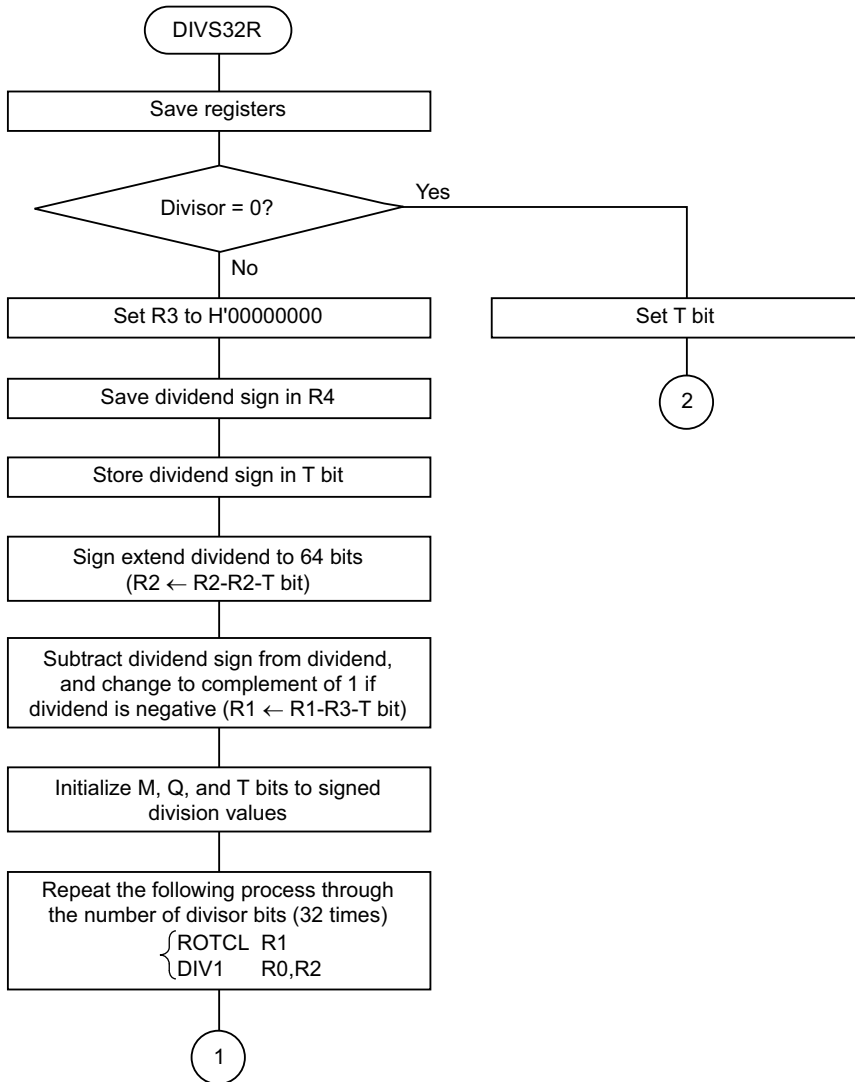 DIVS32R
Save registers
Divisor = 0?
Yes
No
Set R3 to H'00000000
Set T bit
Save dividend sign in R4
2
Store dividend sign in T bit
Sign extend dividend to 64 bits
(R2 ← R2-R2-T bit)
Subtract dividend sign from dividend,
and change to complement of 1 if
dividend is negative (R1 ← R1-R3-T bit)
Initialize M, Q, and T bits to signed
division values
Repeat the following process through
the number of divisor bits (32 times)
ROTCL R1
DIV1 R0,R2
1